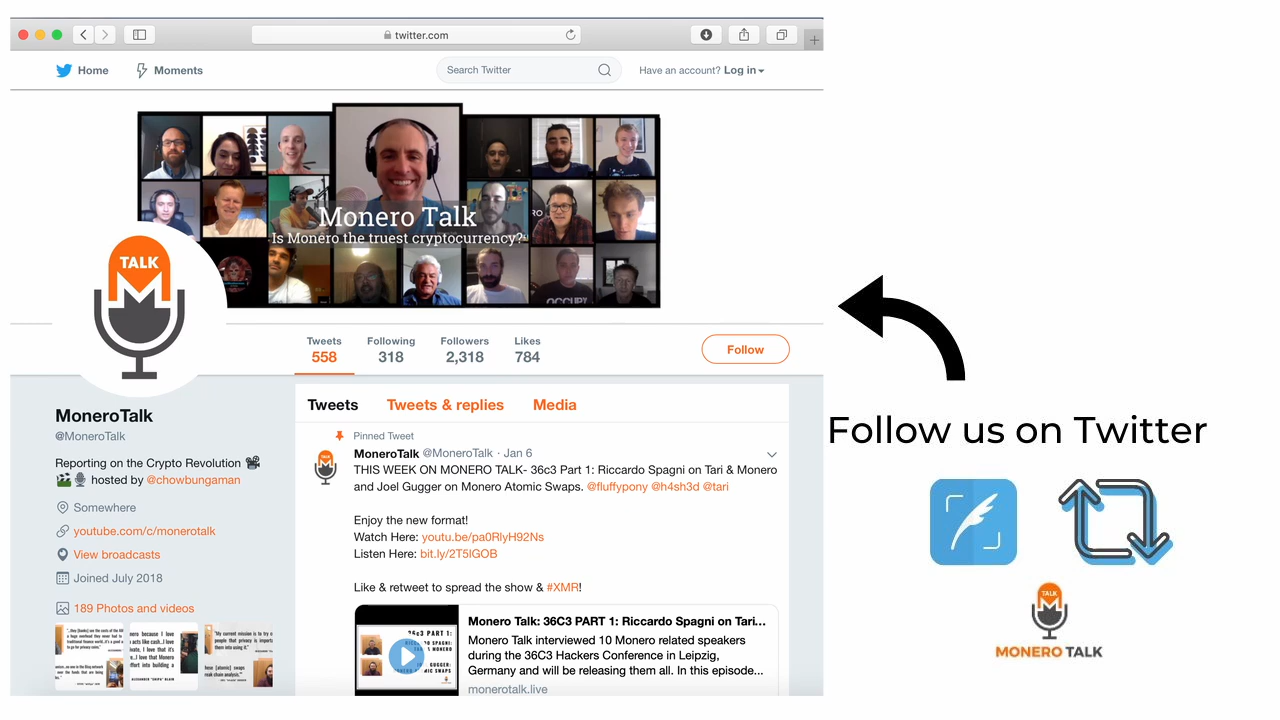 twitter.com
Home
Moments
Search Twitter
Have an account? Log in
Monero Talk
Is Monero the truest cryptocurrency?
OCCUPY
TALK
Tweets
558
Following
318
Followers
2,318
Likes
784
Follow
MoneroTalk
@MoneroTalk
Reporting on the Crypto Revolution 🎥
🎬 🎙 hosted by @chowbungaman
Somewhere
youtube.com/c/monerotalk
View broadcasts
Joined July 2018
189 Photos and videos
Tweets
Tweets & replies
Media
Pinned Tweet
MoneroTalk @MoneroTalk · Jan 6
THIS WEEK ON MONERO TALK- 36c3 Part 1: Riccardo Spagni on Tari & Monero
and Joel Gugger on Monero Atomic Swaps. @fluffypony @h4sh3d @tari
Enjoy the new format!
Watch Here: youtu.be/pa0RlyH92Ns
Listen Here: bit.ly/2T5IGOB
Like & retweet to spread the show & #XMR!
Monero Talk: 36C3 PART 1: Riccardo Spagni on Tari...
Monero Talk interviewed 10 Monero related speakers
during the 36C3 Hackers Conference in Leipzig,
Germany and will be releasing them all. In this episode...
monerotalk.live
Follow us on Twitter
TALK
MONERO TALK